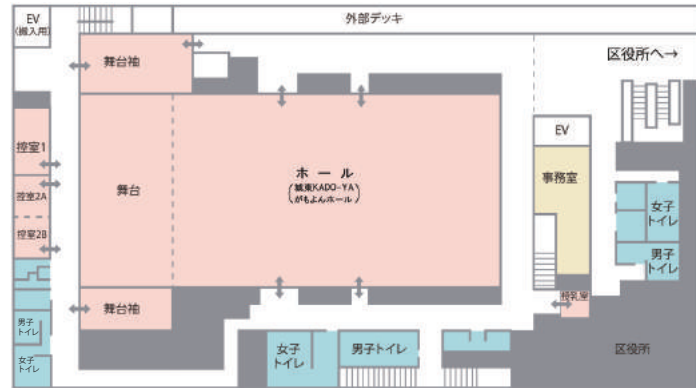 EV
(搬入用)
外部デッキ
区役所へ→
舞台袖
EV
控室1
控室2A
控室2B
舞台
ホール
(城東KADO-YA
がもよんホール)
事務室
女子
トイレ
男子
トイレ
授乳室
舞台袖
男子
トイレ
女子
トイレ
女子
トイレ
男子トイレ
区役所